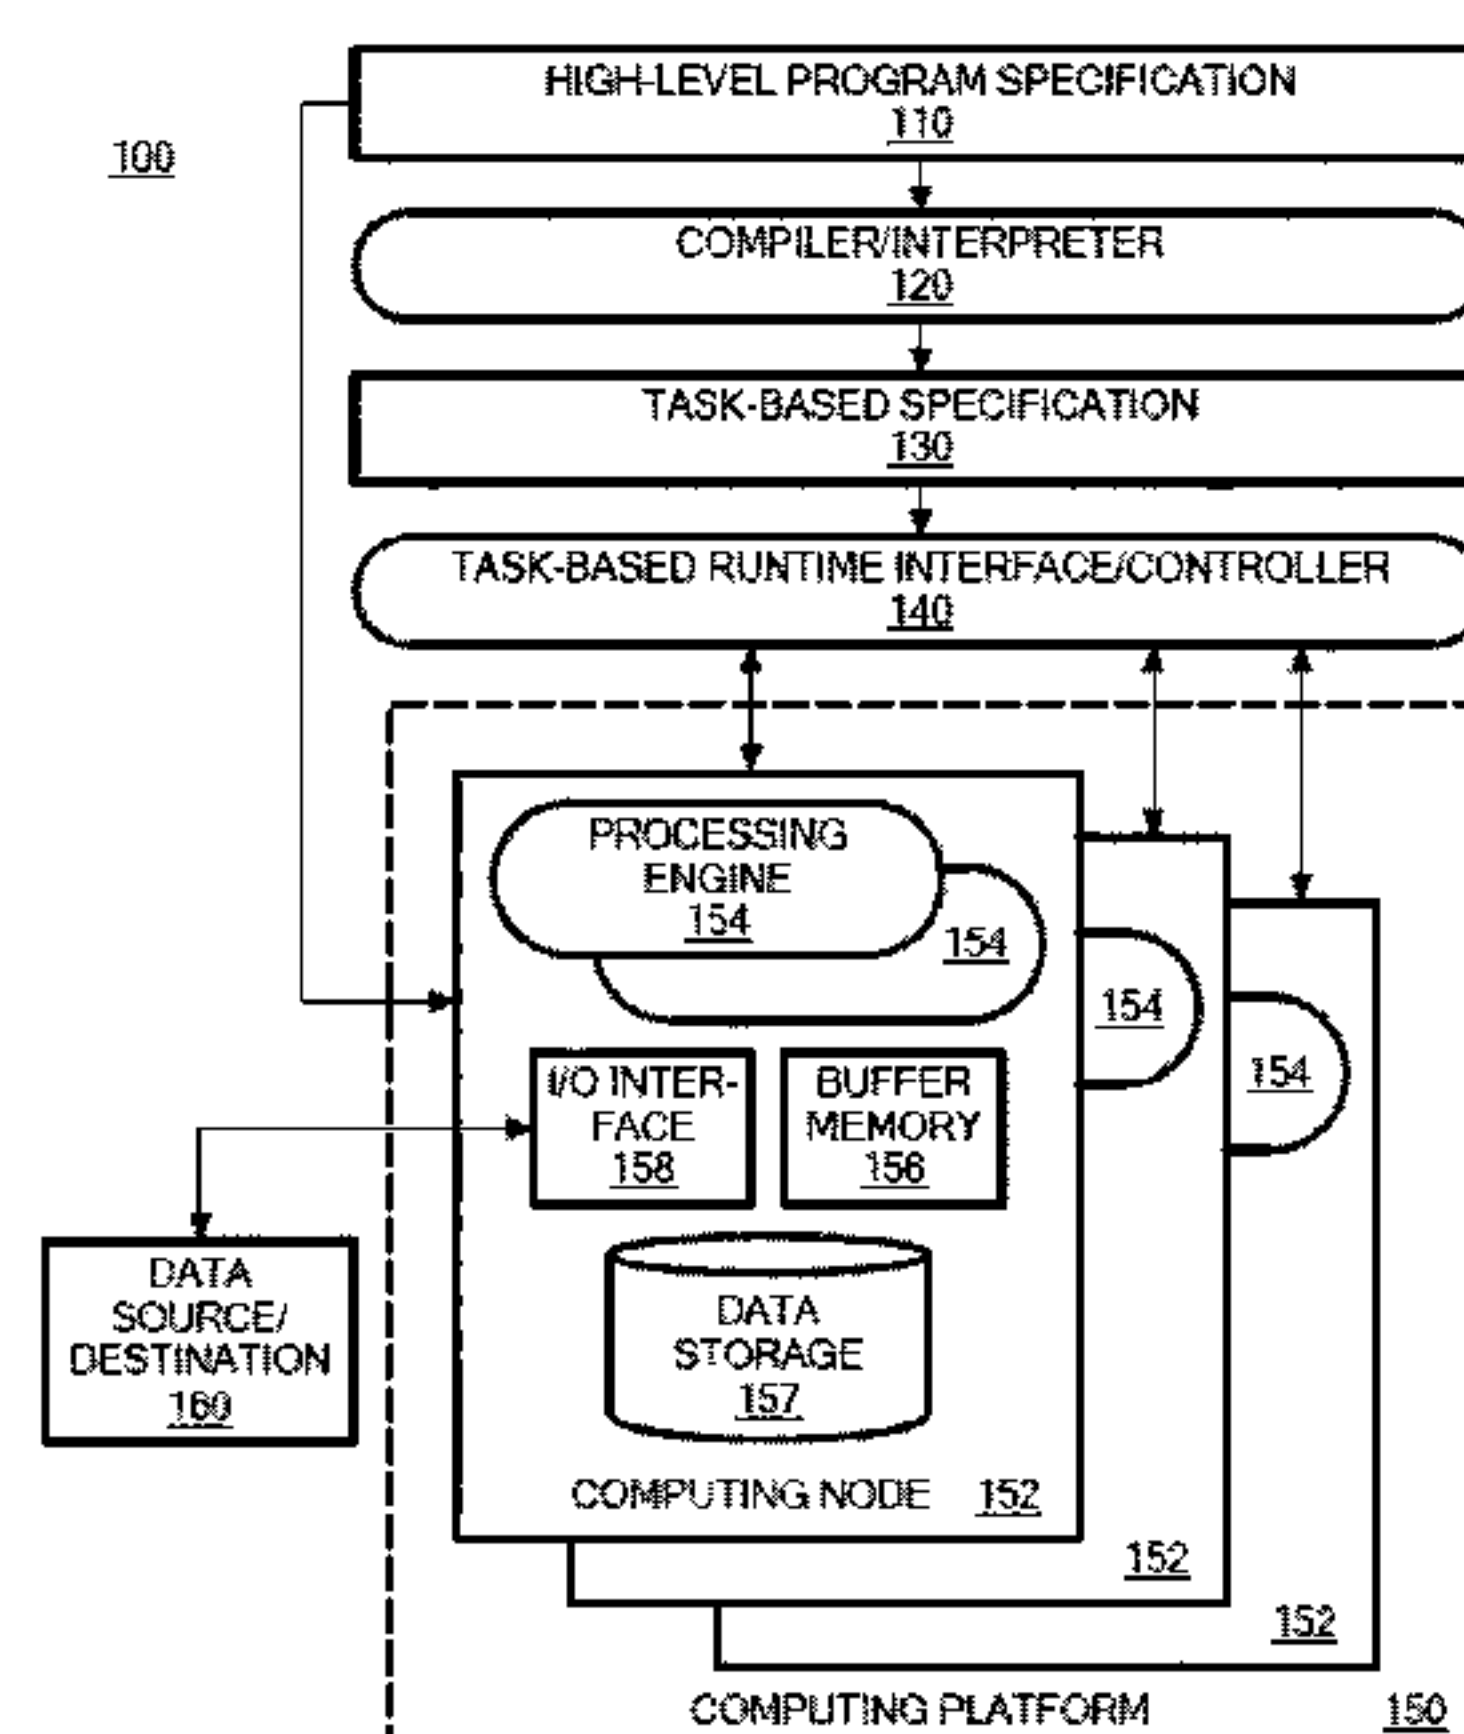 HIGH-LEVEL PROGRAM SPECIFICATION
110
100
COMPILER/INTERPRETER
120
TASK-BASED SPECIFICATION
130
TASK-BASED RUNTIME INTERFACE/CONTROLLER
140
PROCESSING
ENGINE
154
154
154
154
I/O INTER-
FACE
158
BUFFER
MEMORY
156
DATA
SOURCE/
DESTINATION
160
DATA
STORAGE
157
COMPUTING NODE 152
152
152
COMPUTING PLATFORM 150